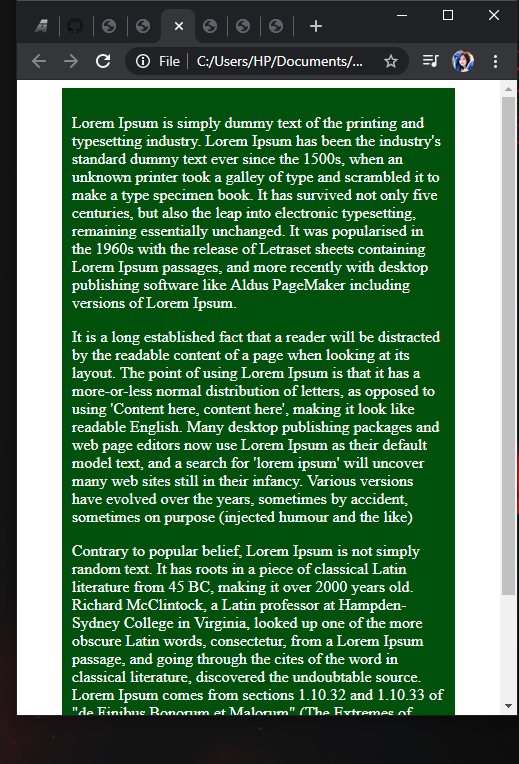 File
C:/Users/HP/Documents/...
Lorem Ipsum is simply dummy text of the printing and
typesetting industry. Lorem Ipsum has been the industry's
standard dummy text ever since the 1500s, when an
unknown printer took a galley of type and scrambled it to
make a type specimen book. It has survived not only five
centuries, but also the leap into electronic typesetting,
remaining essentially unchanged. It was popularised in
the 1960s with the release of Letraset sheets containing
Lorem Ipsum passages, and more recently with desktop
publishing software like Aldus PageMaker including
versions of Lorem Ipsum.
It is a long established fact that a reader will be distracted
by the readable content of a page when looking at its
layout. The point of using Lorem Ipsum is that it has a
more-or-less normal distribution of letters, as opposed to
using 'Content here, content here', making it look like
readable English. Many desktop publishing packages and
web page editors now use Lorem Ipsum as their default
model text, and a search for 'lorem ipsum' will uncover
many web sites still in their infancy. Various versions
have evolved over the years, sometimes by accident,
sometimes on purpose (injected humour and the like)
Contrary to popular belief, Lorem Ipsum is not simply
random text. It has roots in a piece of classical Latin
literature from 45 BC, making it over 2000 years old.
Richard McClintock, a Latin professor at Hampden-
Sydney College in Virginia, looked up one of the more
obscure Latin words, consectetur, from a Lorem Ipsum
passage, and going through the cites of the word in
classical literature, discovered the undoubtable source.
Lorem Ipsum comes from sections 1.10.32 and 1.10.33 of
"de Finibus Bonorum et Malorum" (The Extremes of